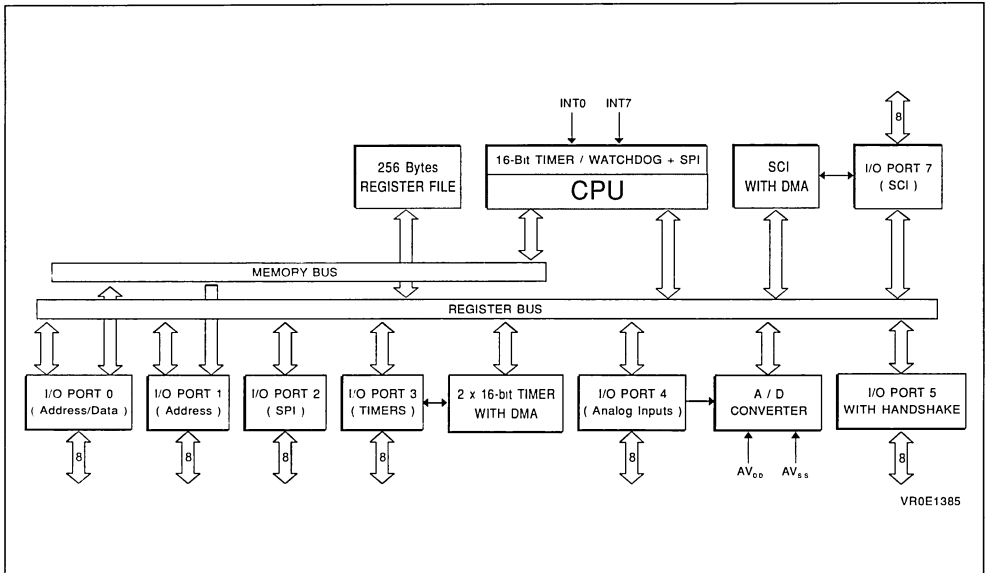 INT0 INT7
8
256 Bytes
REGISTER FILE
16-Bit TIMER / WATCHDOG + SPI
CPU
SCI
WITH DMA
I/O PORT 7
( SCI )
MEMORY BUS
REGISTER BUS
I/O PORT 0
( Address/Data )
I/O PORT 1
( Address )
I/O PORT 2
( SPI )
I/O PORT 3
( TIMERS )
2 x 16-bit TIMER
WITH DMA
I/O PORT 4
( Analog Inputs )
A / D
CONVERTER
I/O PORT 5
WITH HANDSHAKE
8 8 8 8 8 8
AVDD AVSS
VR0E1385